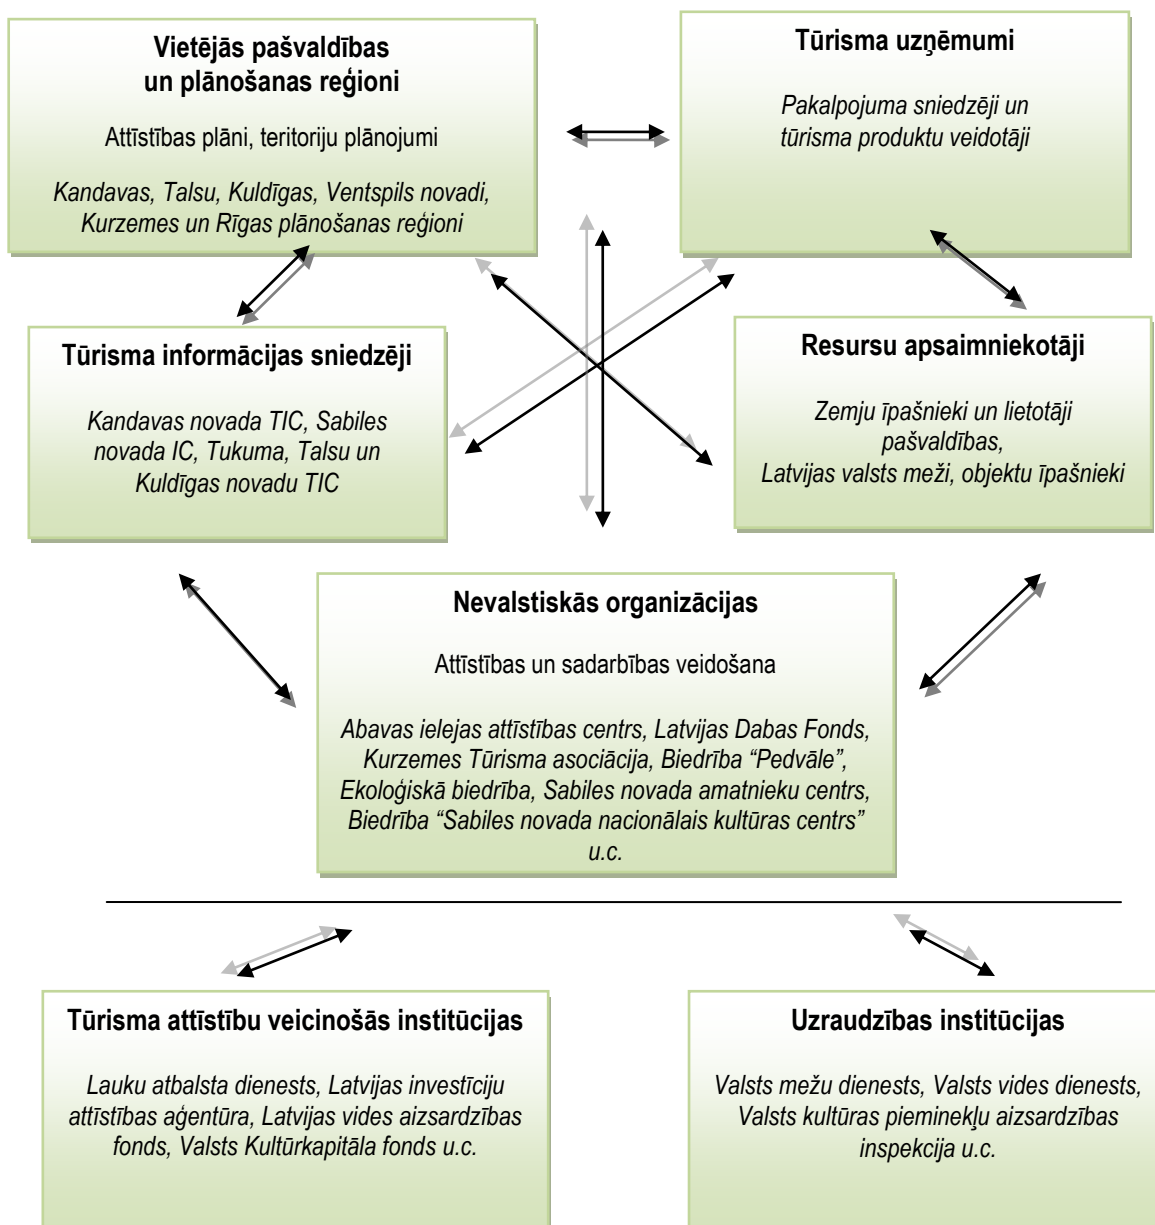 Vietējās pašvaldības
un plānošanas reģioni
Attīstības plāni, teritoriju plānojumi
Kandavas, Talsu, Kuldīgas, Ventspils novadi,
Kurzemes un Rīgas plānošanas reģioni
Tūrisma uzņēmumi
Pakalpojuma sniedzēji un
tūrisma produktu veidotāji
Tūrisma informācijas sniedzēji
Kandavas novada TIC, Sabiles
novada IC, Tukuma, Talsu un
Kuldīgas novadu TIC
Resursu apsaimniekotāji
Zemju īpašnieki un lietotāji
pašvaldības,
Latvijas valsts meži, objektu īpašnieki
Nevalstiskās organizācijas
Attīstības un sadarbības veidošana
Abavas ielejas attīstības centrs, Latvijas Dabas Fonds,
Kurzemes Tūrisma asociācija, Biedrība “Pedvāle”,
Ekoloģiskā biedrība, Sabiles novada amatnieku centrs,
Biedrība “Sabiles novada nacionālais kultūras centrs”
u.c.
Tūrisma attīstību veicinošās institūcijas
Lauku atbalsta dienests, Latvijas investīciju
attīstības aģentūra, Latvijas vides aizsardzības
fonds, Valsts Kultūrkapitāla fonds u.c.
Uzraudzības institūcijas
Valsts mežu dienests, Valsts vides dienests,
Valsts kultūras pieminekļu aizsardzības
inspekcija u.c.